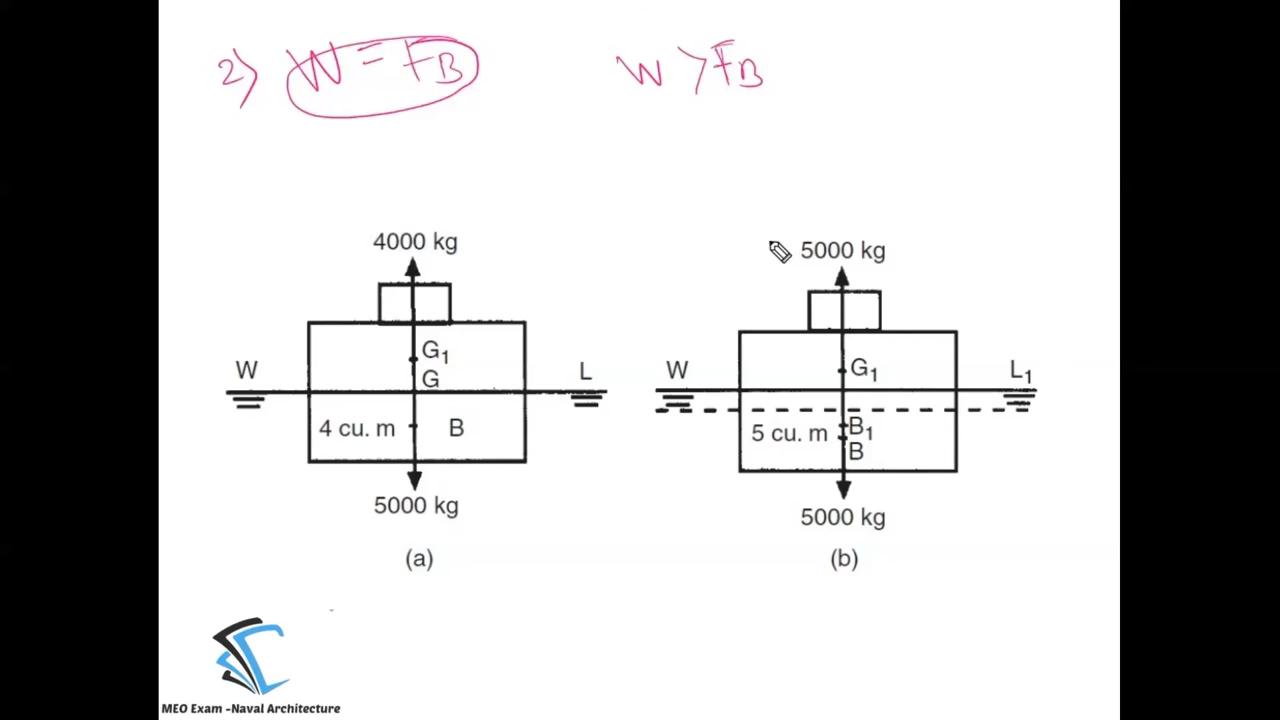 2) W = FB
W > FB
4000 kg
G1
G
W
L
4 cu. m
B
5000 kg
(a)
5000 kg
G1
W
L1
5 cu. m
B1
B
5000 kg
(b)
MEO Exam -Naval Architecture